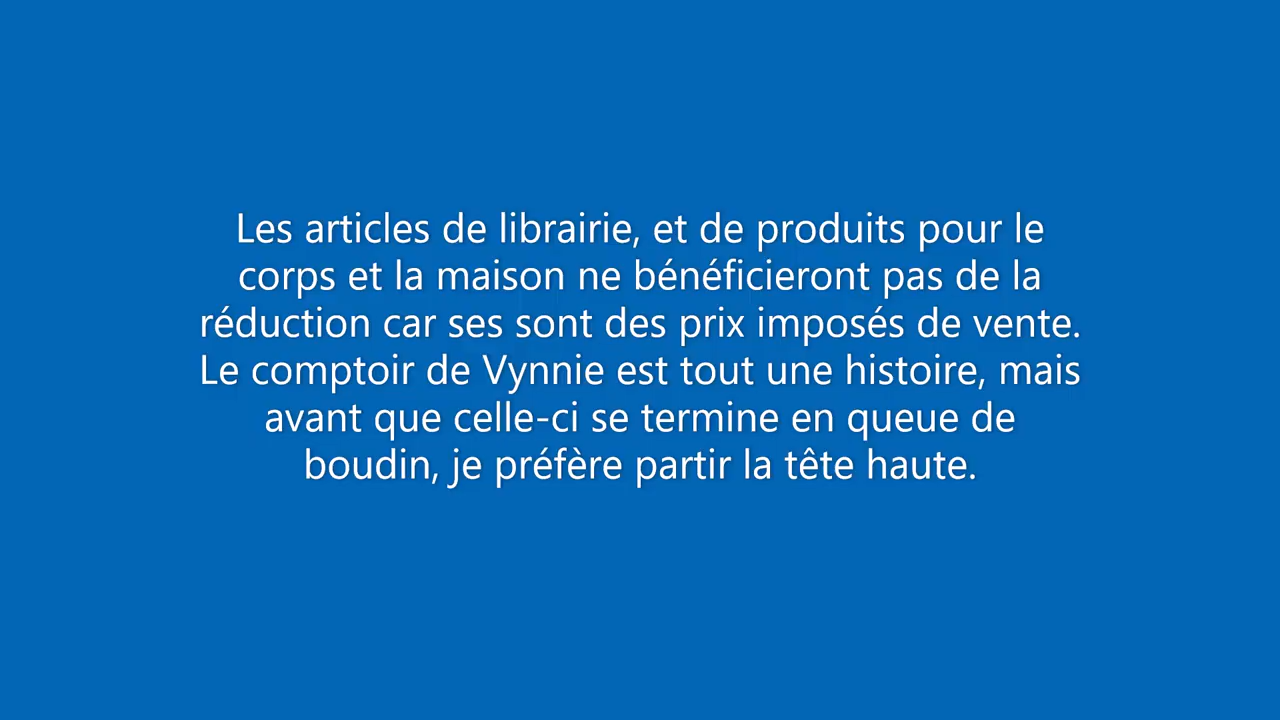 Les articles de librairie, et de produits pour le
corps et la maison ne bénéficieront pas de la
réduction car ses sont des prix imposés de vente.
Le comptoir de Vynnie est tout une histoire, mais
avant que celle-ci se termine en queue de
boudin, je préfère partir la tête haute.